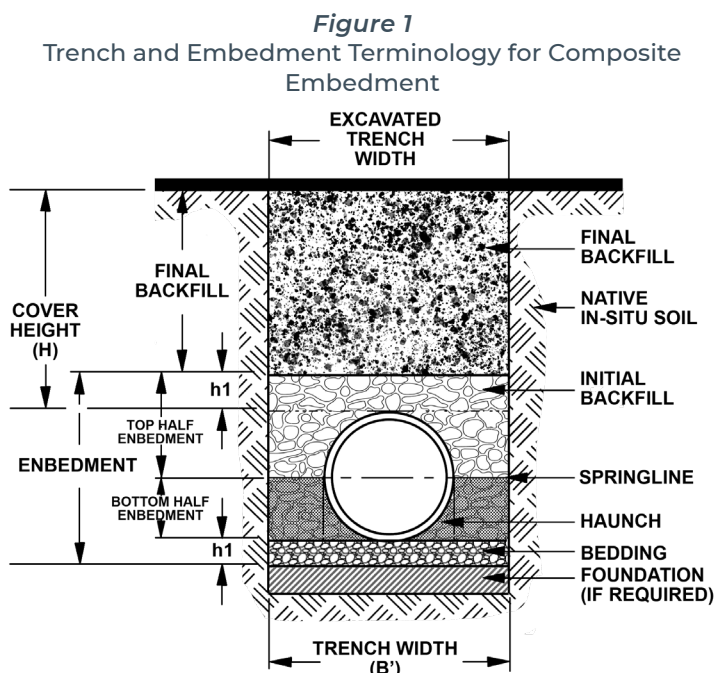 Figure 1
Trench and Embedment Terminology for Composite
Embedment
EXCAVATED
TRENCH
WIDTH
FINAL
BACKFILL
FINAL
BACKFILL
NATIVE
IN-SITU SOIL
COVER
HEIGHT
(H)
h1
INITIAL
BACKFILL
TOP HALF
ENBEDMENT
ENBEDMENT
SPRINGLINE
BOTTOM HALF
ENBEDMENT
HAUNCH
h1
BEDDING
FOUNDATION
(IF REQUIRED)
TRENCH WIDTH
(B')